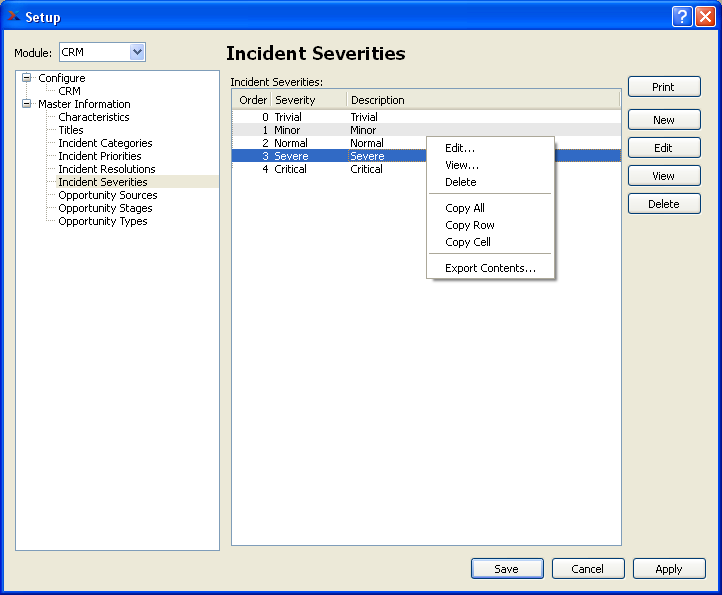 Setup
Module: CRM
Incident Severities
Configure
CRM
Master Information
Characteristics
Titles
Incident Categories
Incident Priorities
Incident Resolutions
Incident Severities
Opportunity Sources
Opportunity Stages
Opportunity Types
Incident Severities:
Order Severity Description
0 Trivial Trivial
1 Minor Minor
2 Normal Normal
3 Severe Severe
4 Critical Critical
Edit...
View...
Delete
Copy All
Copy Row
Copy Cell
Export Contents...
Print
New
Edit
View
Delete
Save Cancel Apply